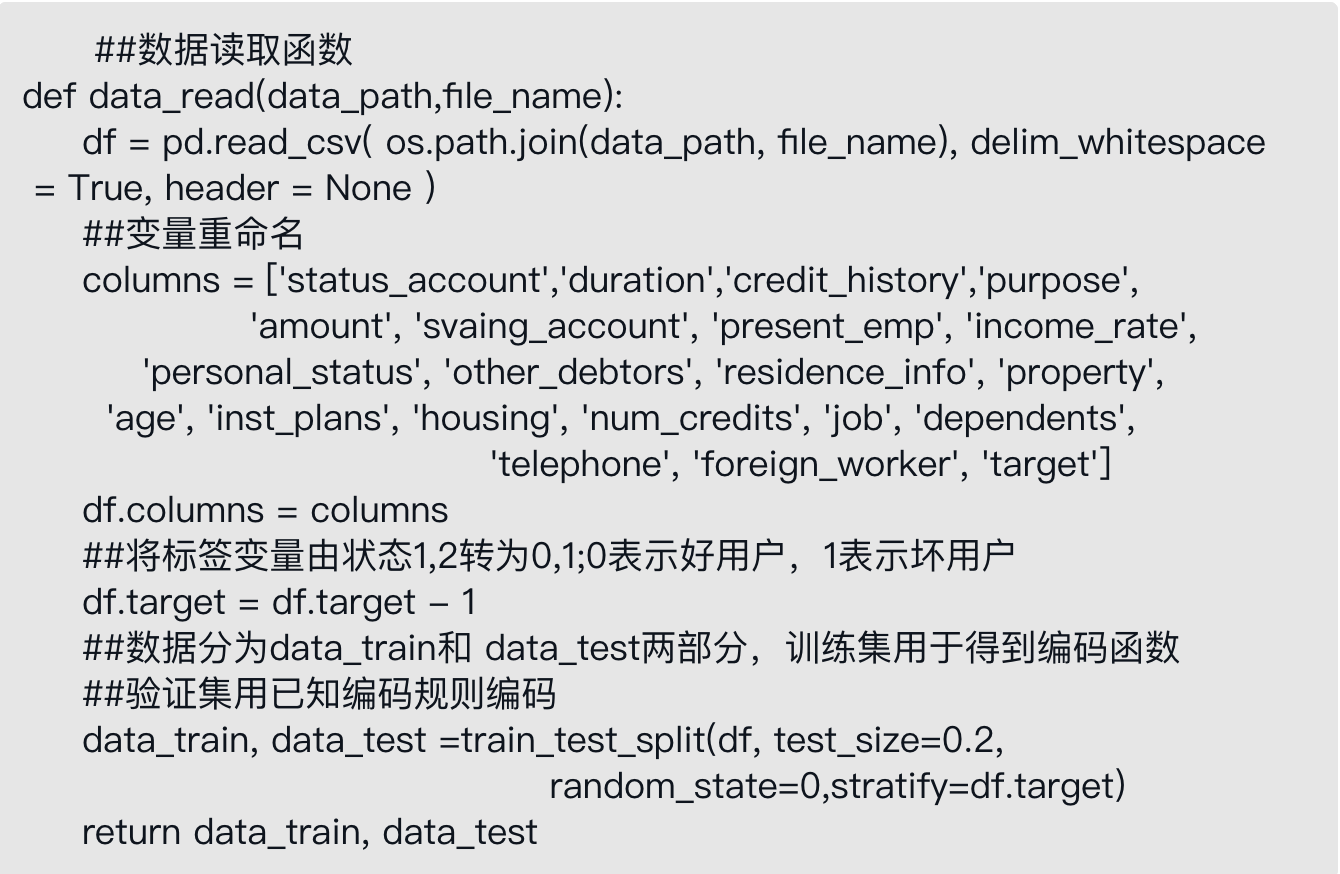 ##数据读取函数
def data_read(data_path,file_name):
df = pd.read_csv( os.path.join(data_path, file_name), delim_whitespace
= True, header = None )
##变量重命名
columns = ['status_account','duration','credit_history','purpose',
'amount', 'svaing_account', 'present_emp', 'income_rate',
'personal_status', 'other_debtors', 'residence_info', 'property',
'age', 'inst_plans', 'housing', 'num_credits', 'job', 'dependents',
'telephone', 'foreign_worker', 'target']
df.columns = columns
##将标签变量由状态1,2转为0,1;0表示好用户，1表示坏用户
df.target = df.target – 1
##数据分为data_train和 data_test两部分，训练集用于得到编码函数
##验证集用已知编码规则编码
data_train, data_test =train_test_split(df, test_size=0.2,
random_state=0,stratify=df.target)
return data_train, data_test